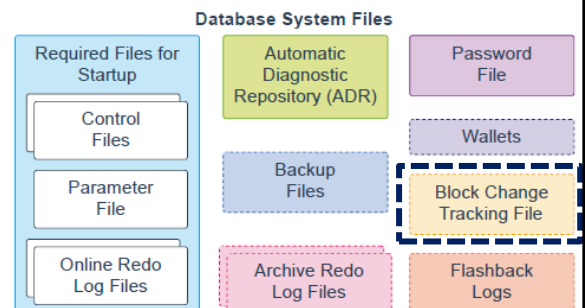 Database System Files
Required Files for
Startup
Control
Files
Parameter
File
Online Redo
Log Files
Automatic
Diagnostic
Repository (ADR)
Backup
Files
Archive Redo
Log Files
Password
File
Wallets
Block Change
Tracking File
Flashback
Logs